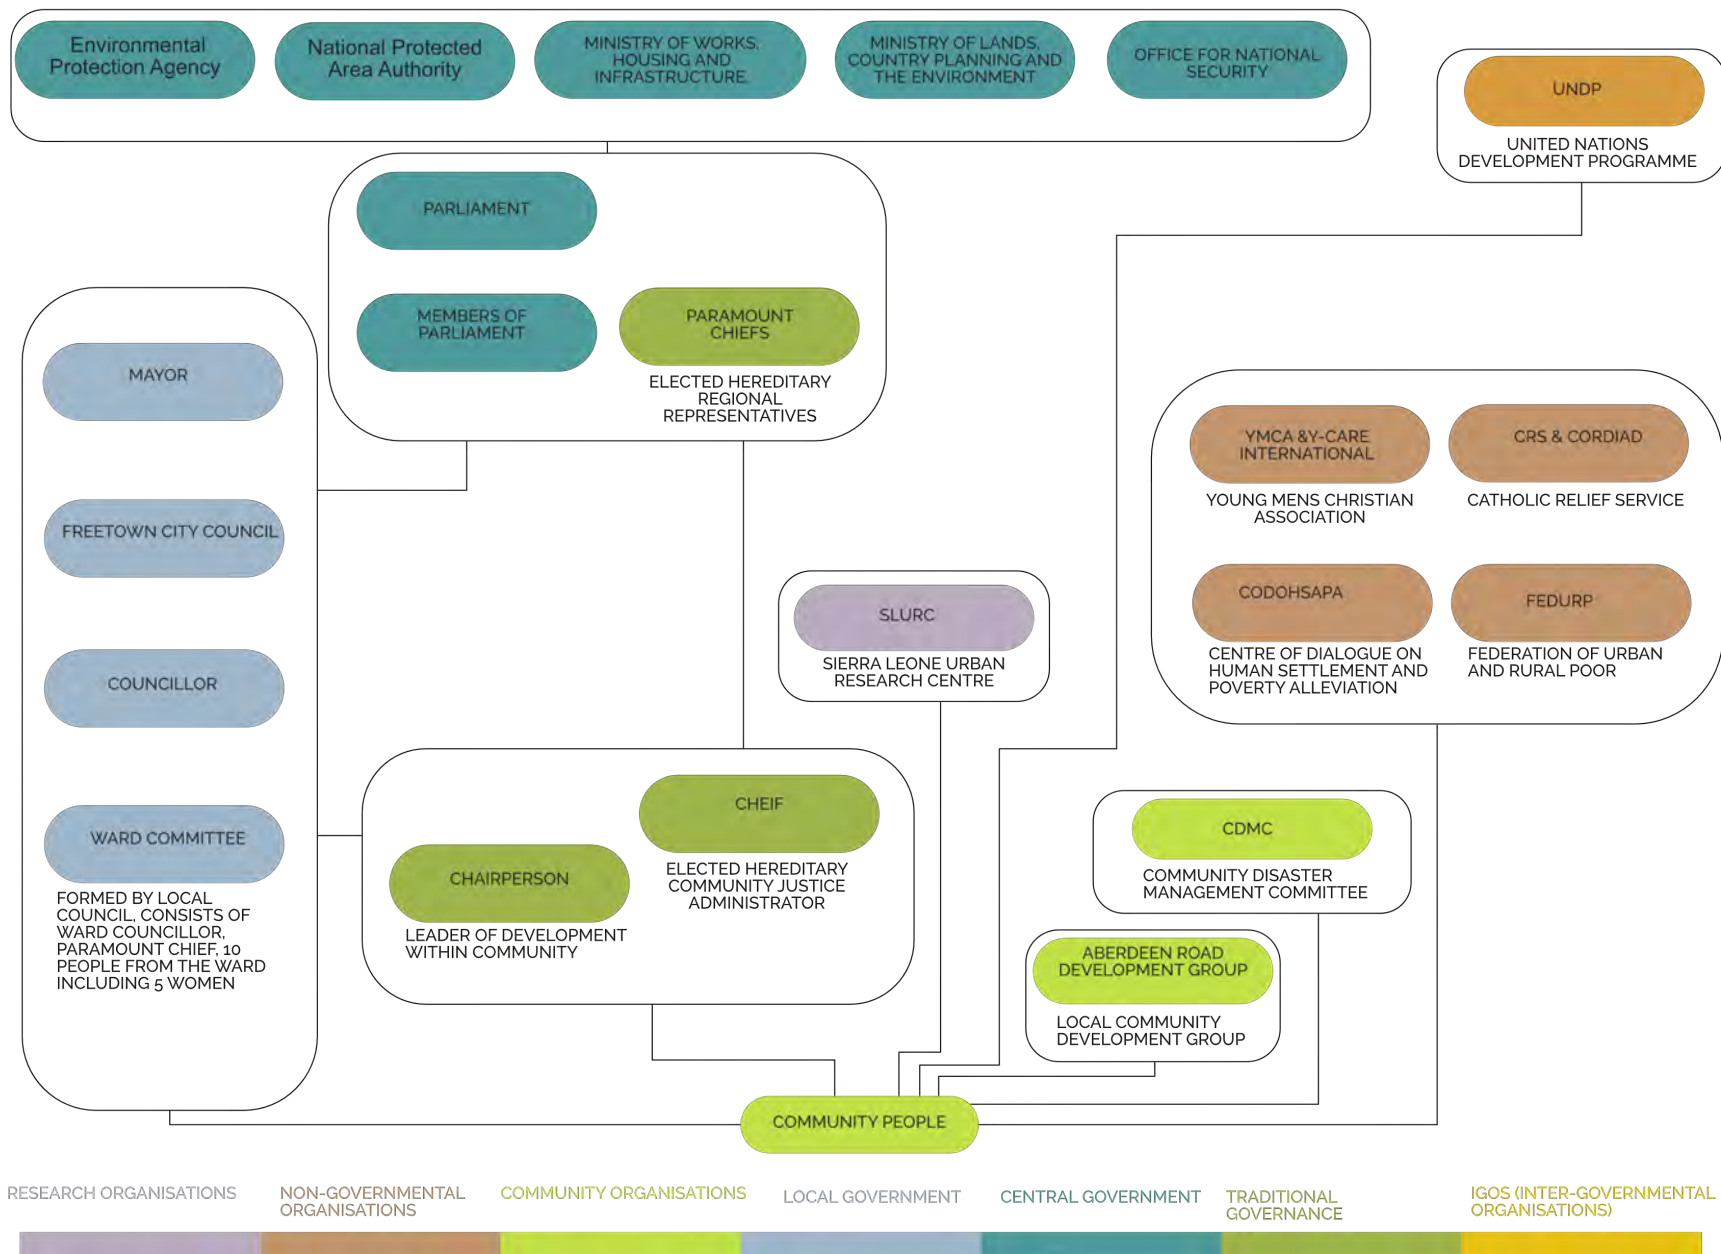 Environmental
Protection Agency
National Protected
Area Authority
MINISTRY OF WORKS,
HOUSING AND
INFRASTRUCTURE
MINISTRY OF LANDS,
COUNTRY PLANNING AND
THE ENVIRONMENT
OFFICE FOR NATIONAL
SECURITY
UNDP
UNITED NATIONS
DEVELOPMENT PROGRAMME
PARLIAMENT
MEMBERS OF
PARLIAMENT
PARAMOUNT
CHIEFS
ELECTED HEREDITARY
REGIONAL
REPRESENTATIVES
MAYOR
FREETOWN CITY COUNCIL
COUNCILLOR
WARD COMMITTEE
FORMED BY LOCAL
COUNCIL, CONSISTS OF
WARD COUNCILLOR,
PARAMOUNT CHIEF, 10
PEOPLE FROM THE WARD
INCLUDING 5 WOMEN
YMCA &Y-CARE
INTERNATIONAL
YOUNG MENS CHRISTIAN
ASSOCIATION
CRS & CORDIAD
CATHOLIC RELIEF SERVICE
CODOHSAPA
CENTRE OF DIALOGUE ON
HUMAN SETTLEMENT AND
POVERTY ALLEVIATION
FEDURP
FEDERATION OF URBAN
AND RURAL POOR
SLURC
SIERRA LEONE URBAN
RESEARCH CENTRE
CHEIF
ELECTED HEREDITARY
COMMUNITY JUSTICE
ADMINISTRATOR
CHAIRPERSON
LEADER OF DEVELOPMENT
WITHIN COMMUNITY
CDMC
COMMUNITY DISASTER
MANAGEMENT COMMITTEE
ABERDEEN ROAD
DEVELOPMENT GROUP
LOCAL COMMUNITY
DEVELOPMENT GROUP
COMMUNITY PEOPLE
RESEARCH ORGANISATIONS
NON-GOVERNMENTAL
ORGANISATIONS
COMMUNITY ORGANISATIONS
LOCAL GOVERNMENT
CENTRAL GOVERNMENT
TRADITIONAL
GOVERNANCE
IGOS (INTER-GOVERNMENTAL
ORGANISATIONS)